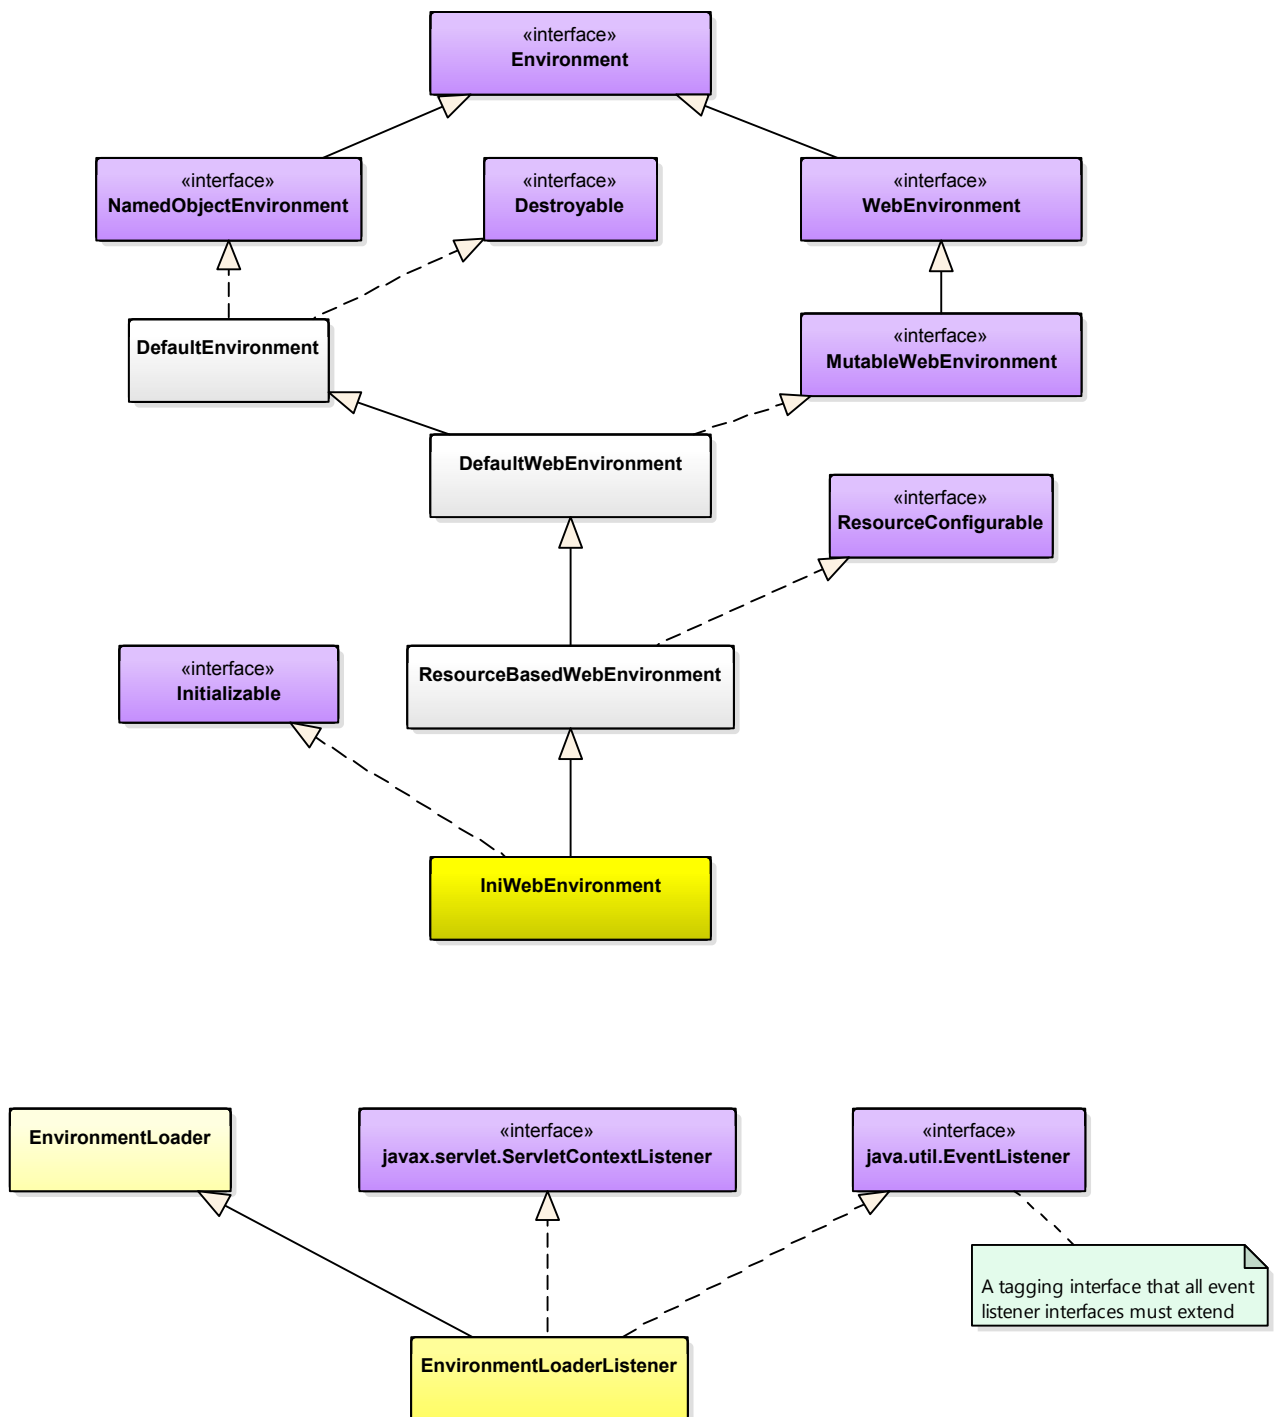 «interface»
Environment
«interface»
NamedObjectEnvironment
«interface»
Destroyable
«interface»
WebEnvironment
DefaultEnvironment
«interface»
MutableWebEnvironment
DefaultWebEnvironment
«interface»
ResourceConfigurable
«interface»
Initializable
ResourceBasedWebEnvironment
IniWebEnvironment
EnvironmentLoader
«interface»
javax.servlet.ServletContextListener
«interface»
java.util.EventListener
A tagging interface that all event
listener interfaces must extend
EnvironmentLoaderListener